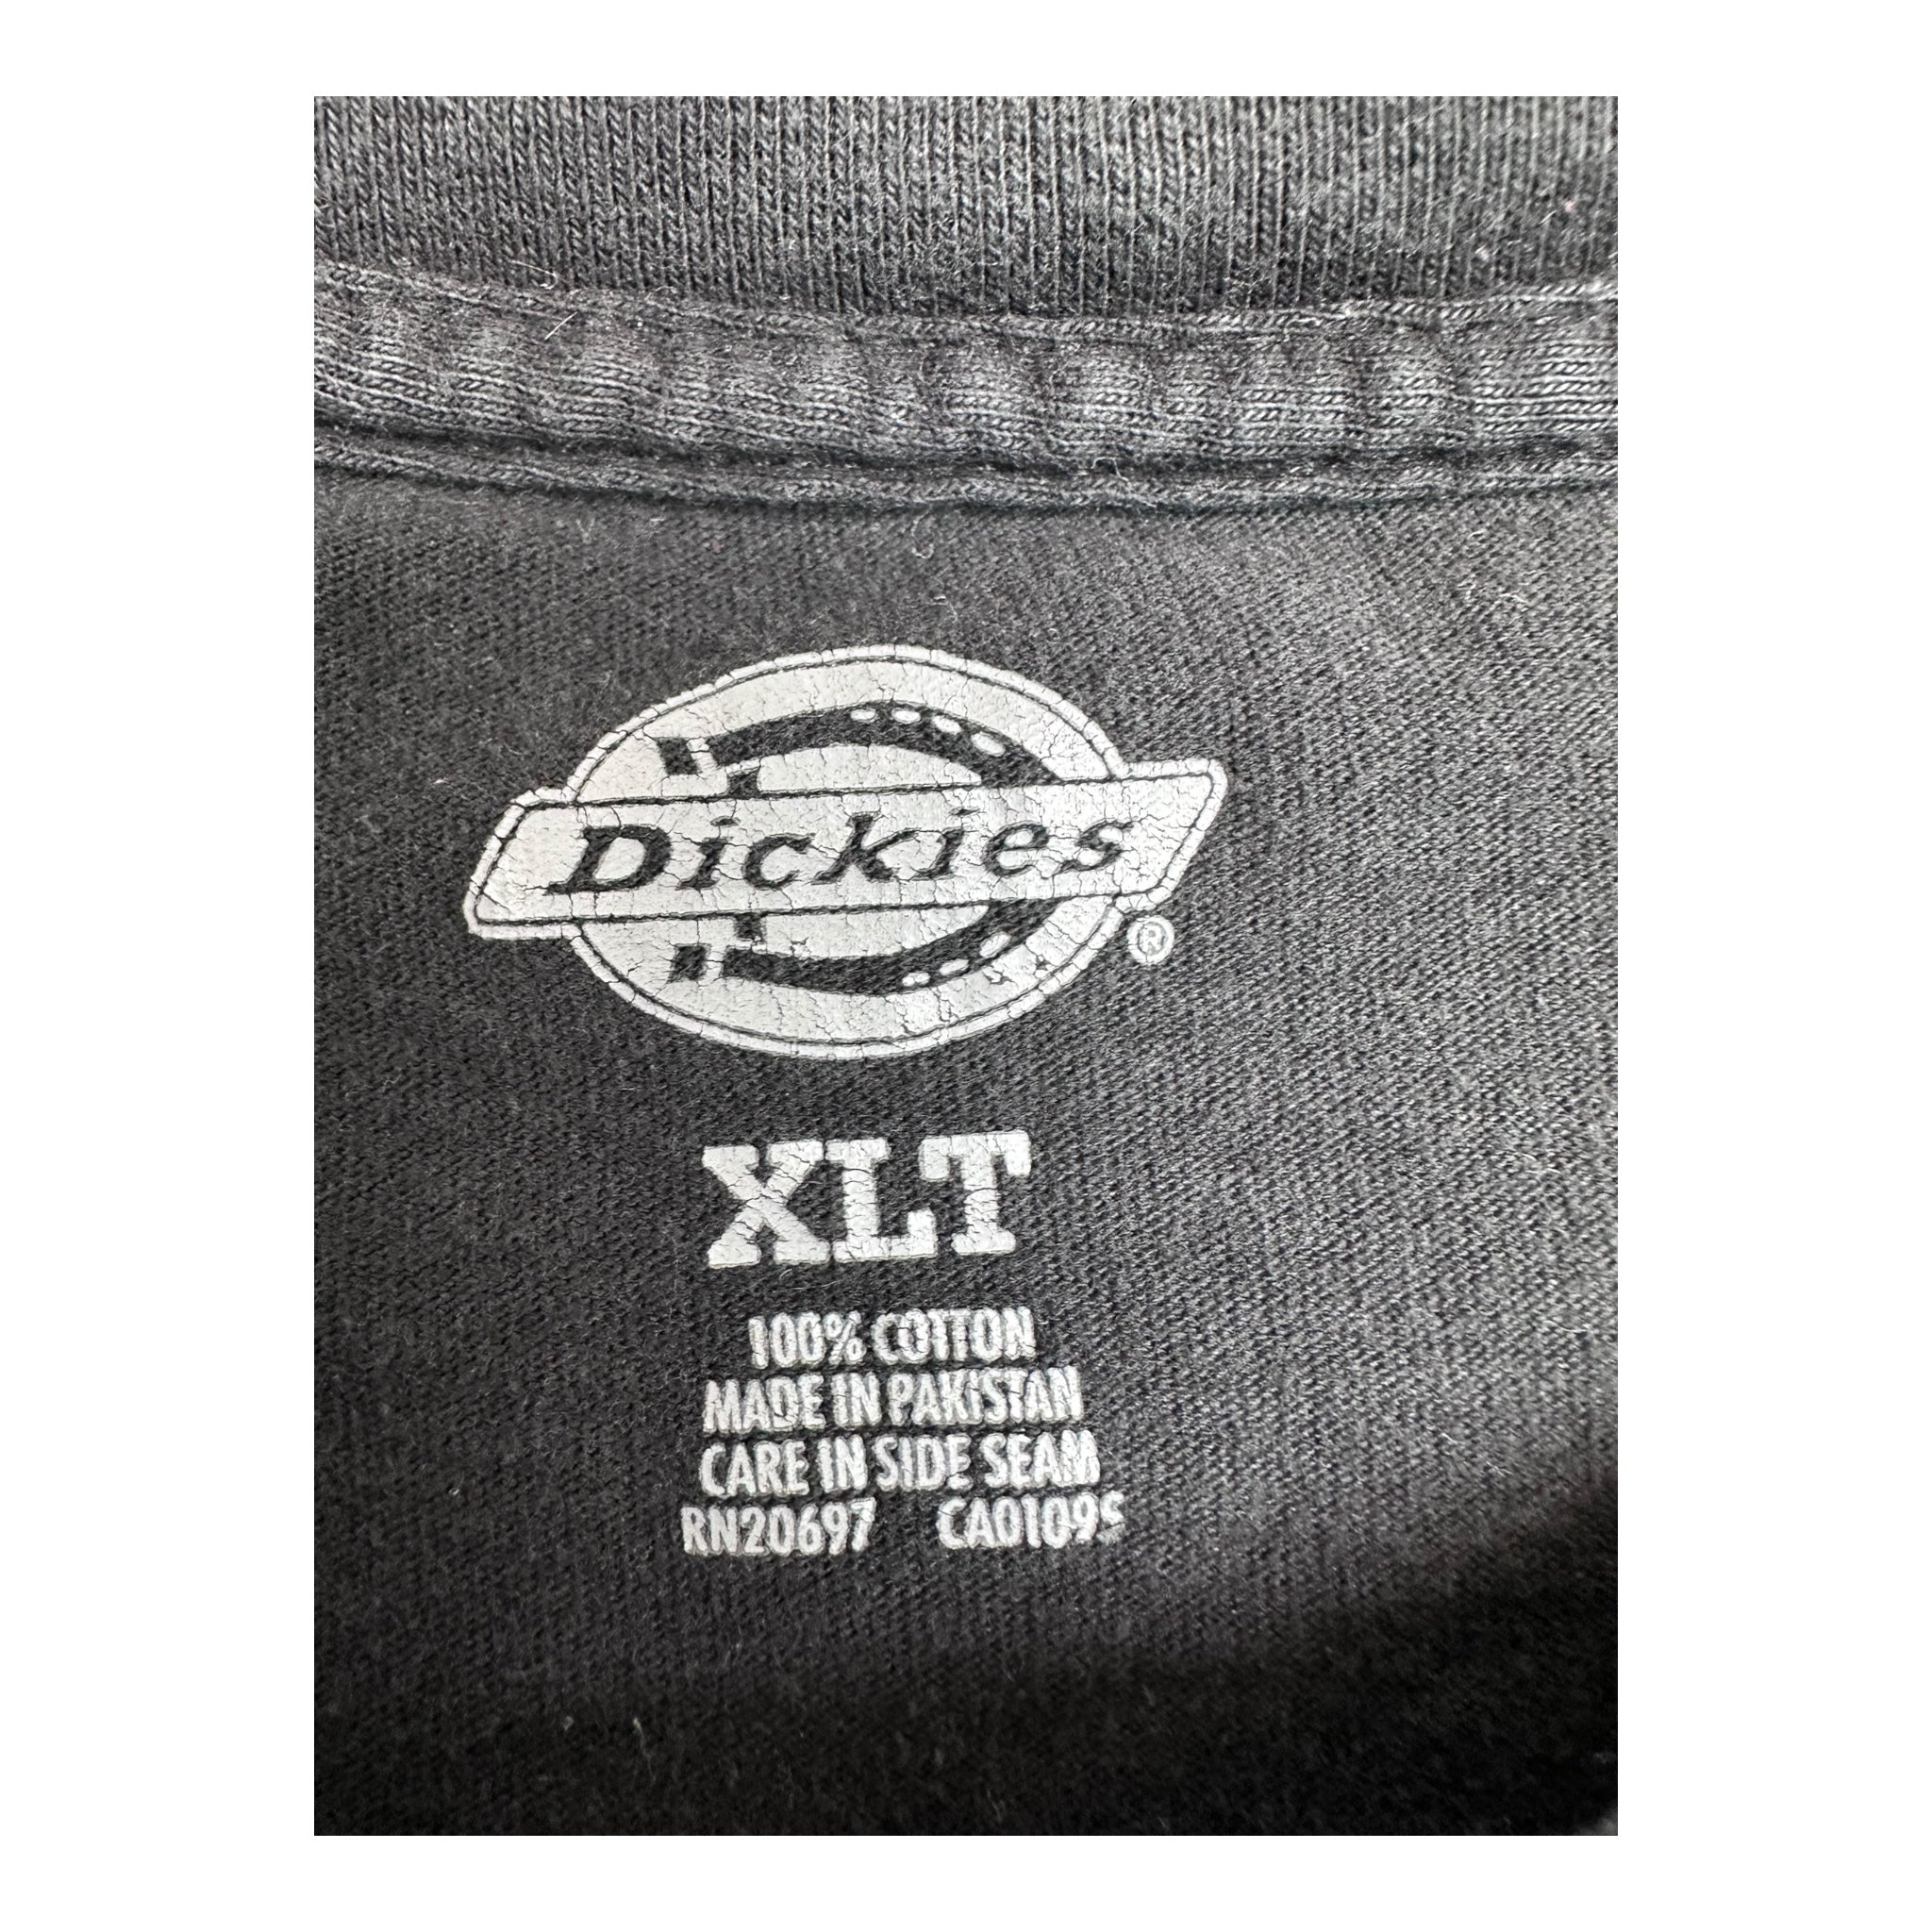 Dickies
®
XLT
100% COTTON
MADE IN PAKISTAN
CARE IN SIDE SEAM
RN20697 CA01095